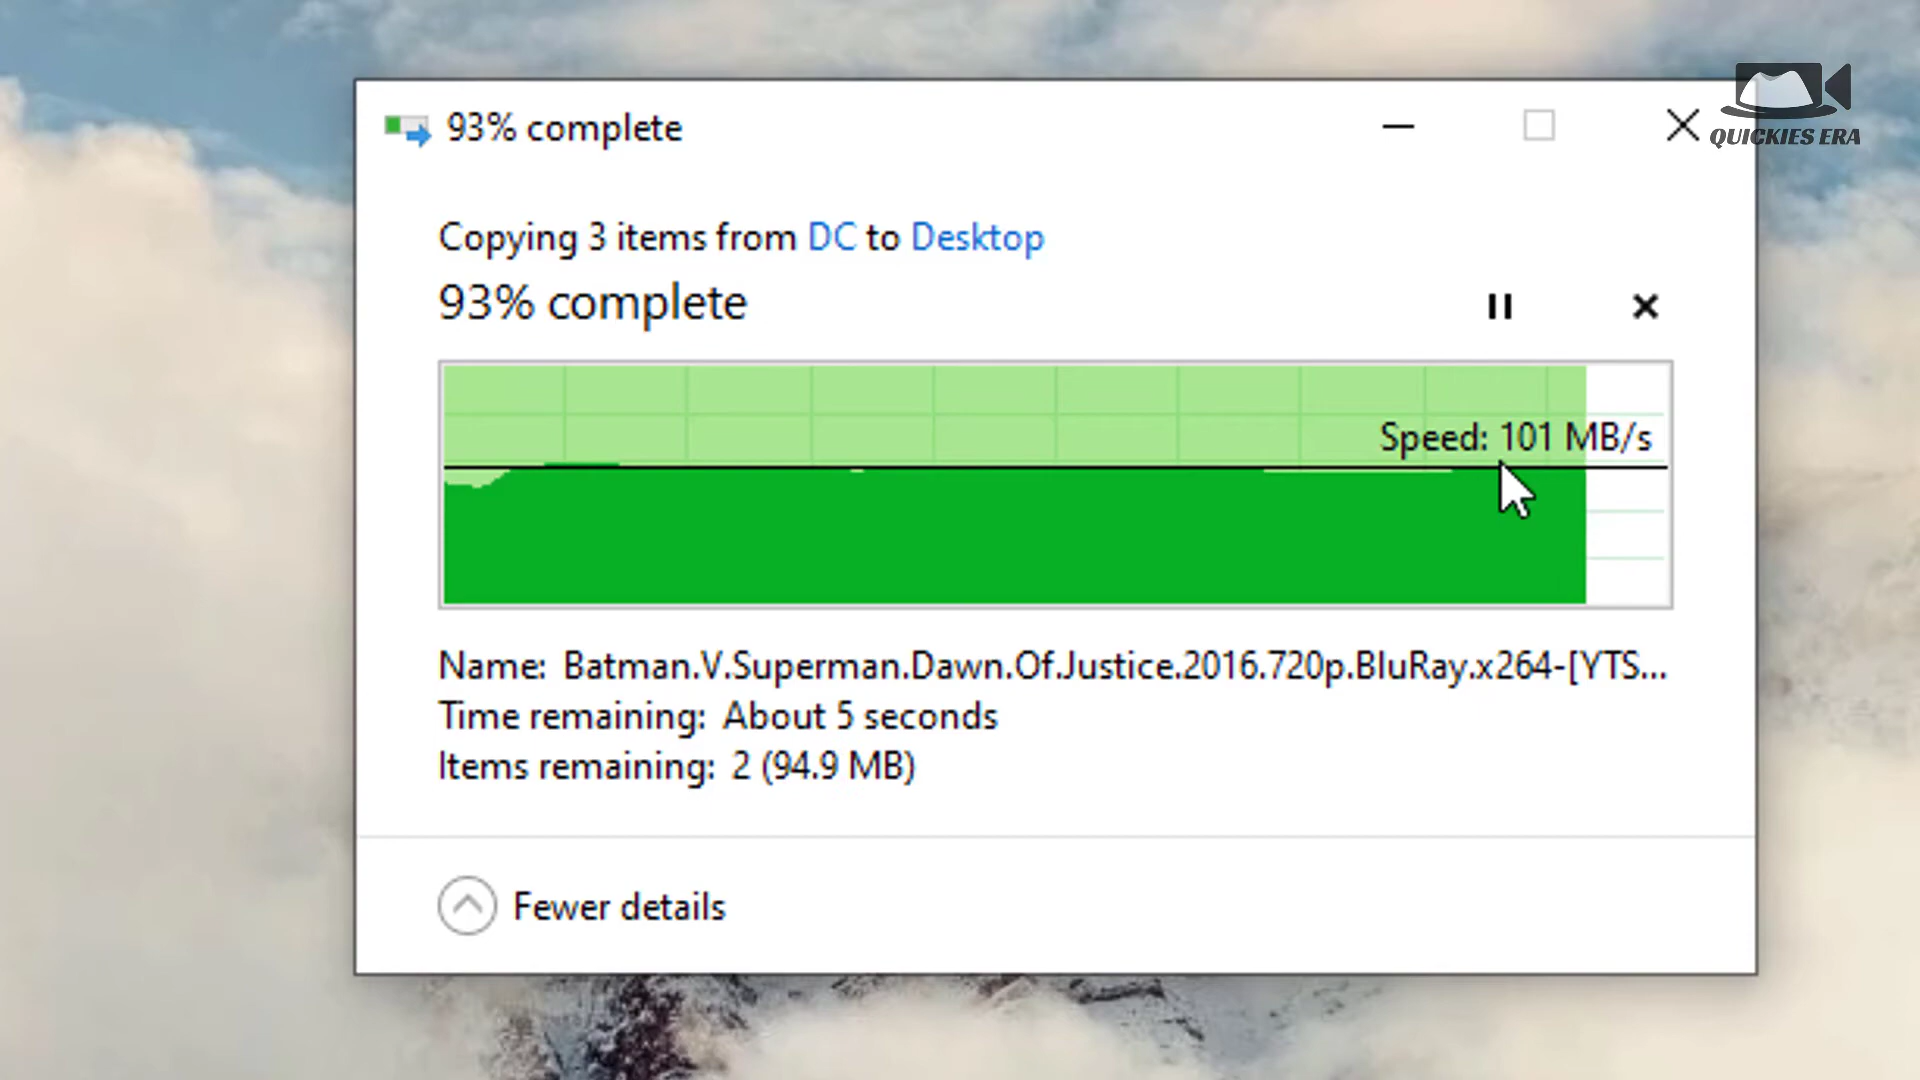 93% complete
QUICKIES ERA
Copying 3 items from DC to Desktop
93% complete
Speed: 101 MB/s
Name: Batman.V.Superman.Dawn.Of.Justice.2016.720p.BluRay.x264-[YTS...
Time remaining: About 5 seconds
Items remaining: 2 (94.9 MB)
Fewer details